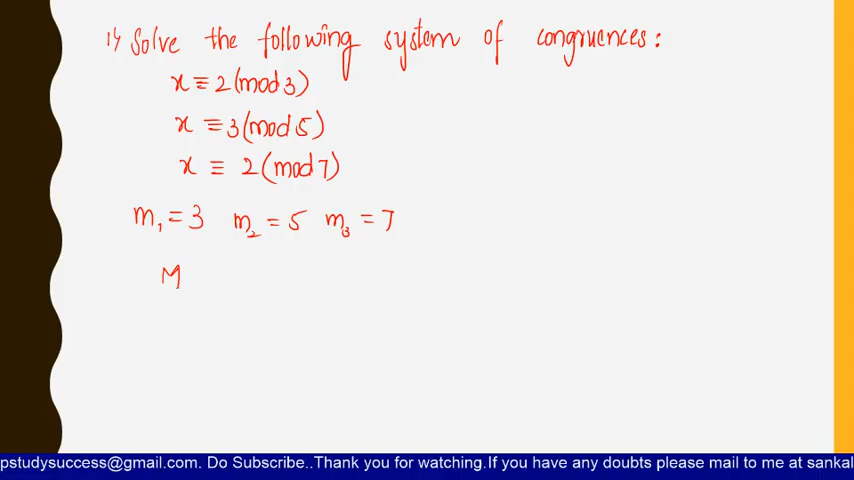 1) Solve the following system of congruences:
x ≡ 2(mod 3)
x ≡ 3(mod 5)
x ≡ 2(mod 7)
m₁ = 3 m₂ = 5 m₃ = 7
M
pstudysuccess@gmail.com. Do Subscribe..Thank you for watching.If you have any doubts please mail to me at sankal